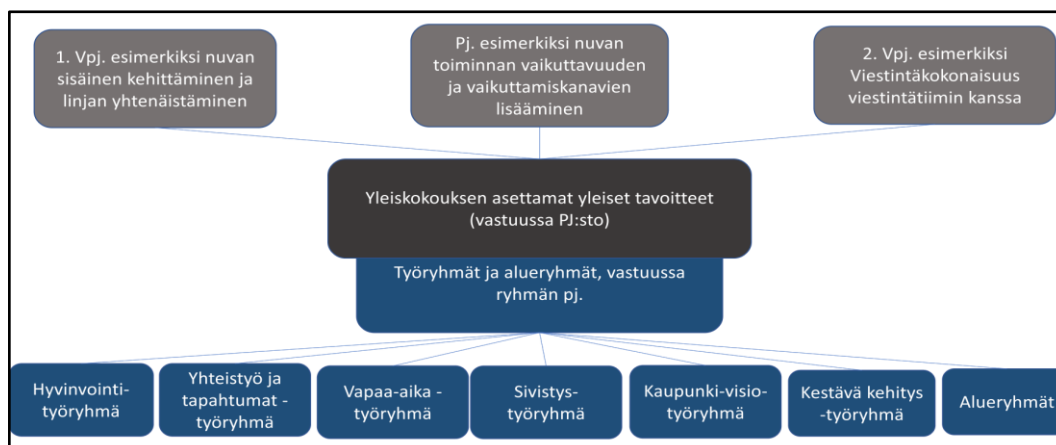 1. Vpj. esimerkiksi nuvan
sisäinen kehittäminen ja
linjan yhtenäistäminen
Pj. esimerkiksi nuvan
toiminnan vaikuttavuuden
ja vaikuttamiskanavien
lisääminen
2. Vpj. esimerkiksi
Viestintäkokonaisuus
viestintätiimin kanssa
Yleiskokouksen asettamat yleiset tavoitteet
(vastuussa PJ:sto)
Työryhmät ja alueryhmät, vastuussa
ryhmän pj.
Hyvinvointi-
työryhmä
Yhteistyö ja
tapahtumat -
työryhmä
Vapaa-aika -
työryhmä
Sivistys-
työryhmä
Kaupunki-visio-
työryhmä
Kestävä kehitys
-työryhmä
Alueryhmät